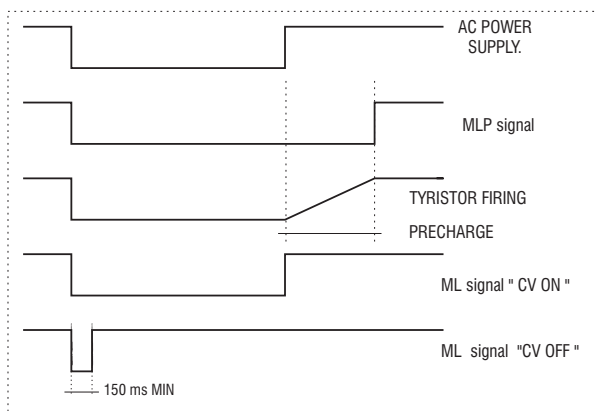 AC POWER
SUPPLY.
MLP signal
TYRISTOR FIRING
PRECHARGE
ML signal " CV ON "
ML signal "CV OFF "
150 ms MIN